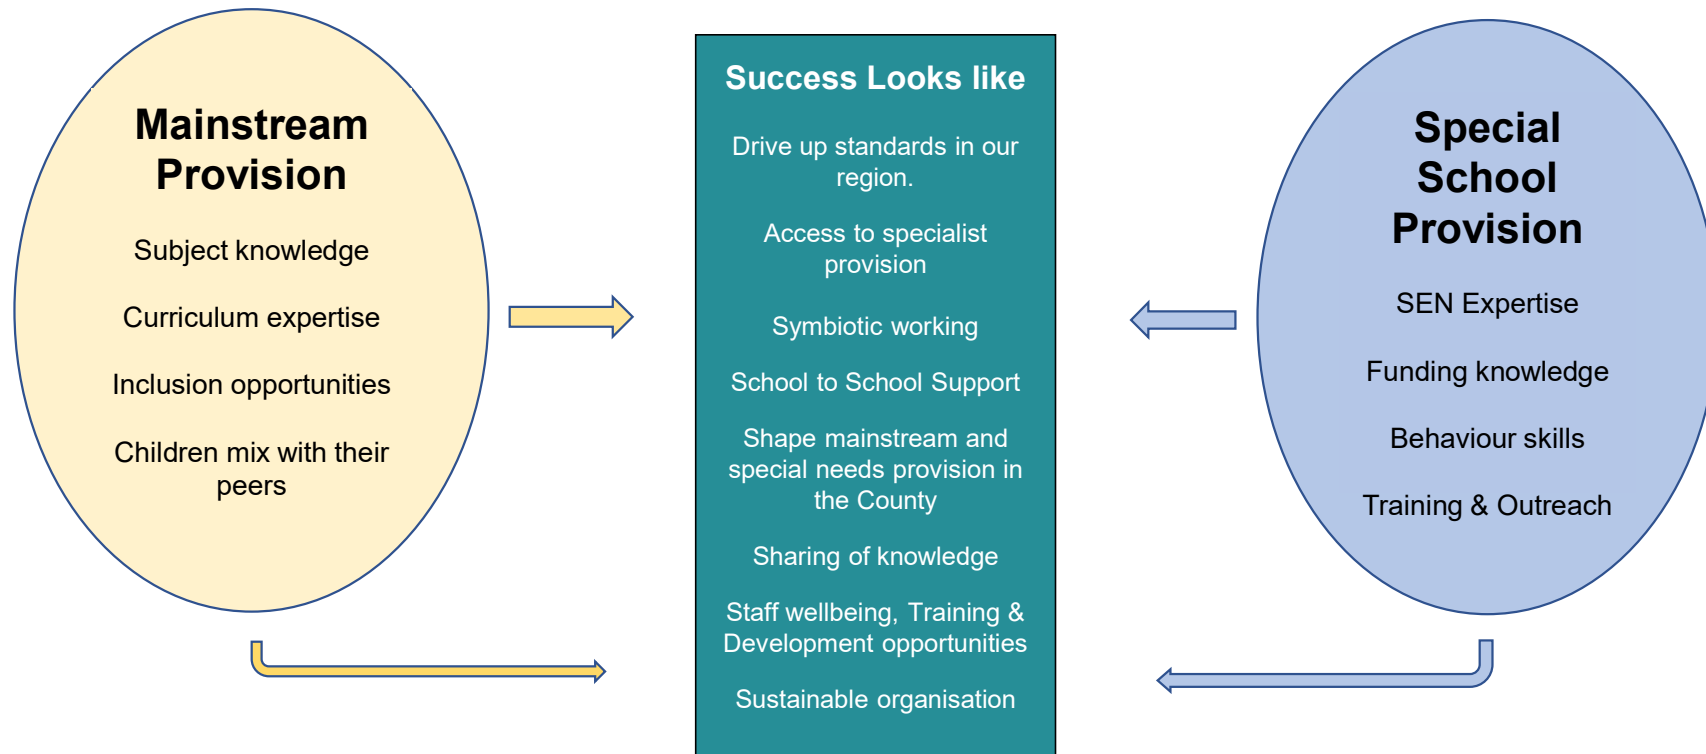 Mainstream
Provision
Subject knowledge
Curriculum expertise
Inclusion opportunities
Children mix with their
peers
Success Looks like
Drive up standards in our
region.
Access to specialist
provision
Symbiotic working
School to School Support
Shape mainstream and
special needs provision in
the County
Sharing of knowledge
Staff wellbeing, Training &
Development opportunities
Sustainable organisation
Special
School
Provision
SEN Expertise
Funding knowledge
Behaviour skills
Training & Outreach